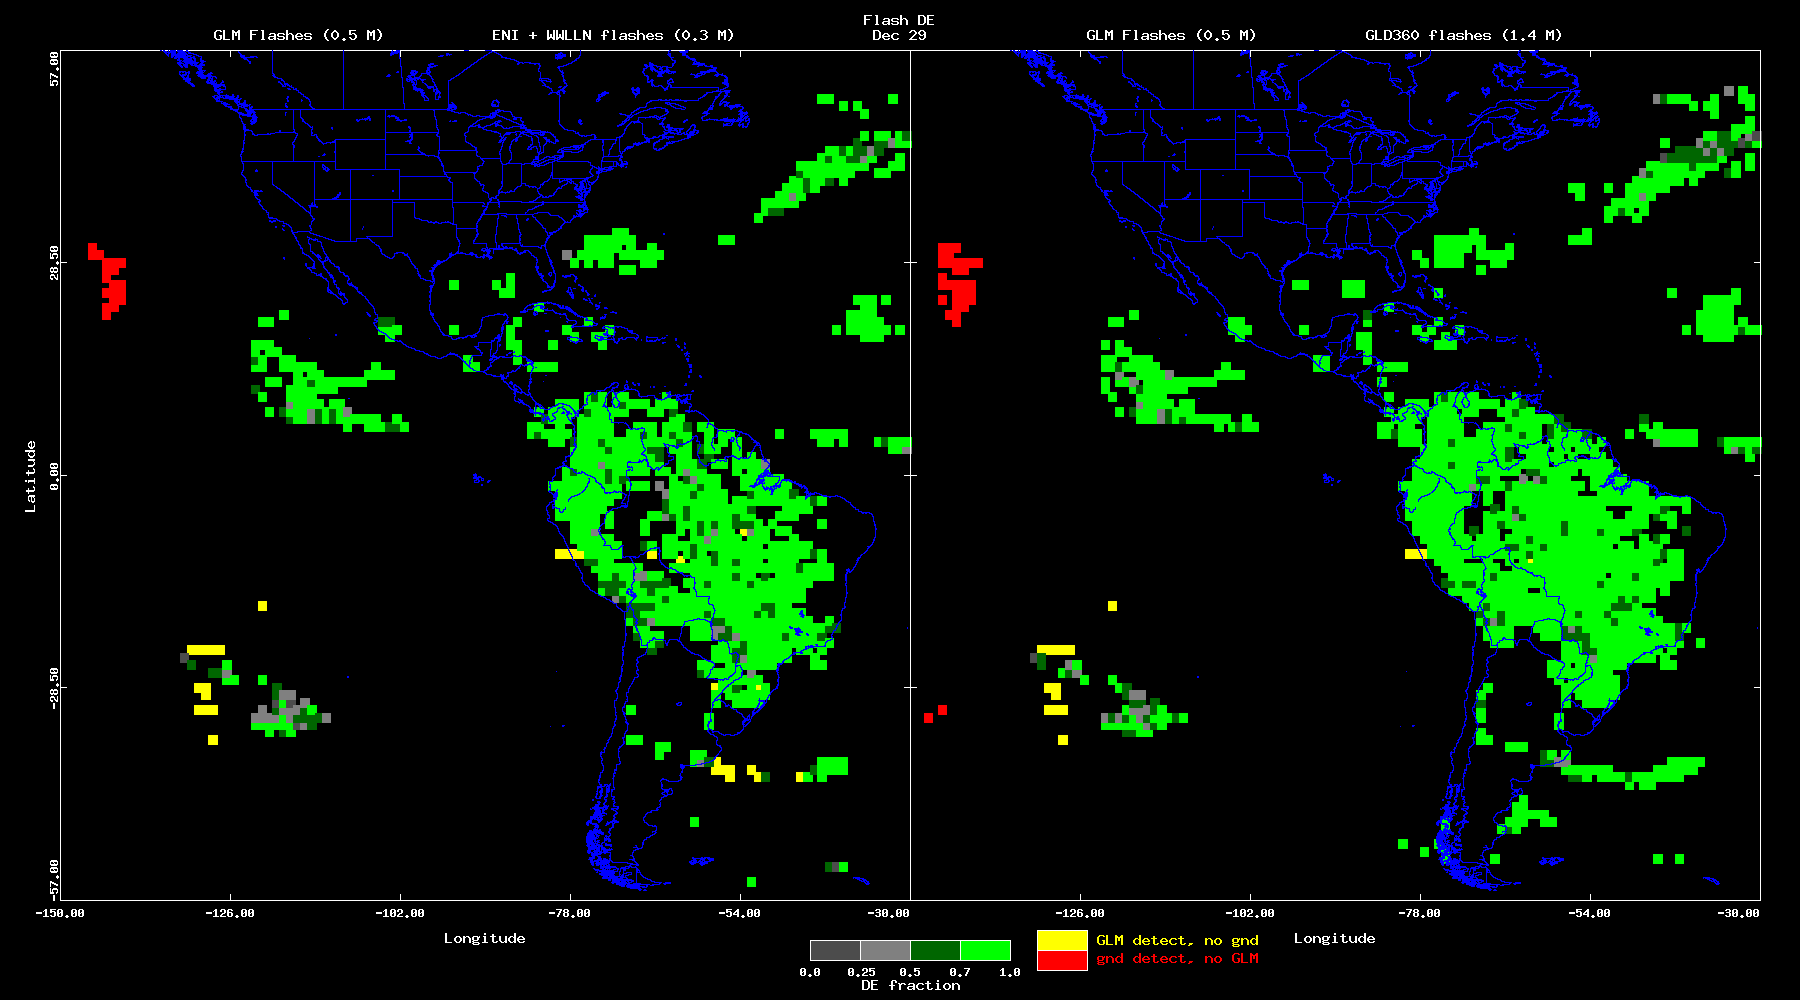 Flash DE
GLM Flashes (0.5 M) ENI + WWLLN flashes (0.3 M) Dec 29 GLM Flashes (0.5 M) GLD360 flashes (1.4 M)
57.00
28.50
Latitude
0.00
-28.50
-57.00
-150.00 -126.00 -102.00 -78.00 -54.00 -30.00 -126.00 -102.00 -78.00 -54.00 -30.00
Longitude Longitude
GLM detect, no gnd
gnd detect, no GLM
0.0 0.25 0.5 0.7 1.0
DE fraction